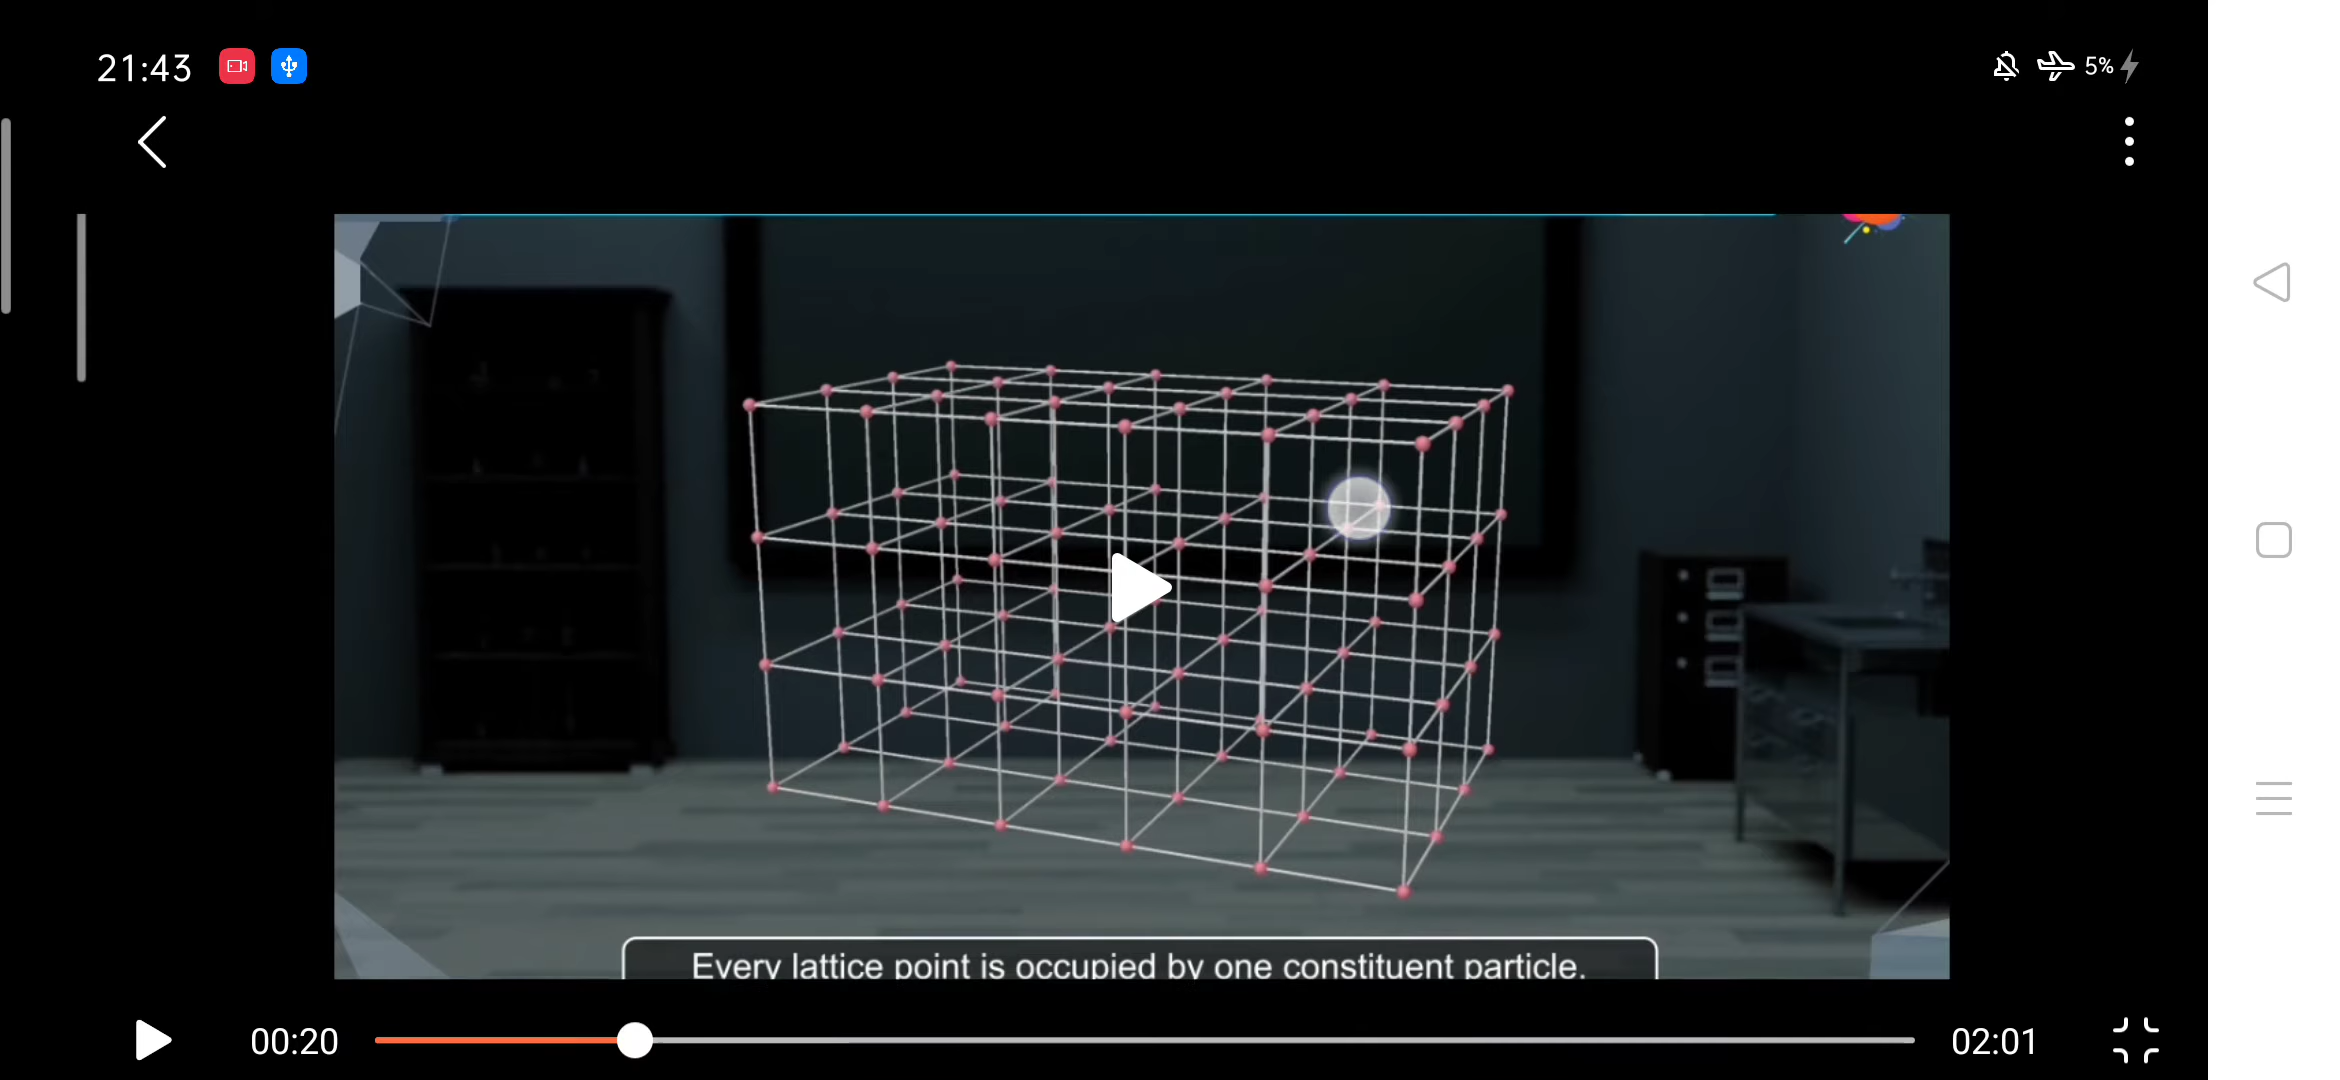 21:43
5%
Every lattice point is occupied by one constituent particle.
00:20
02:01